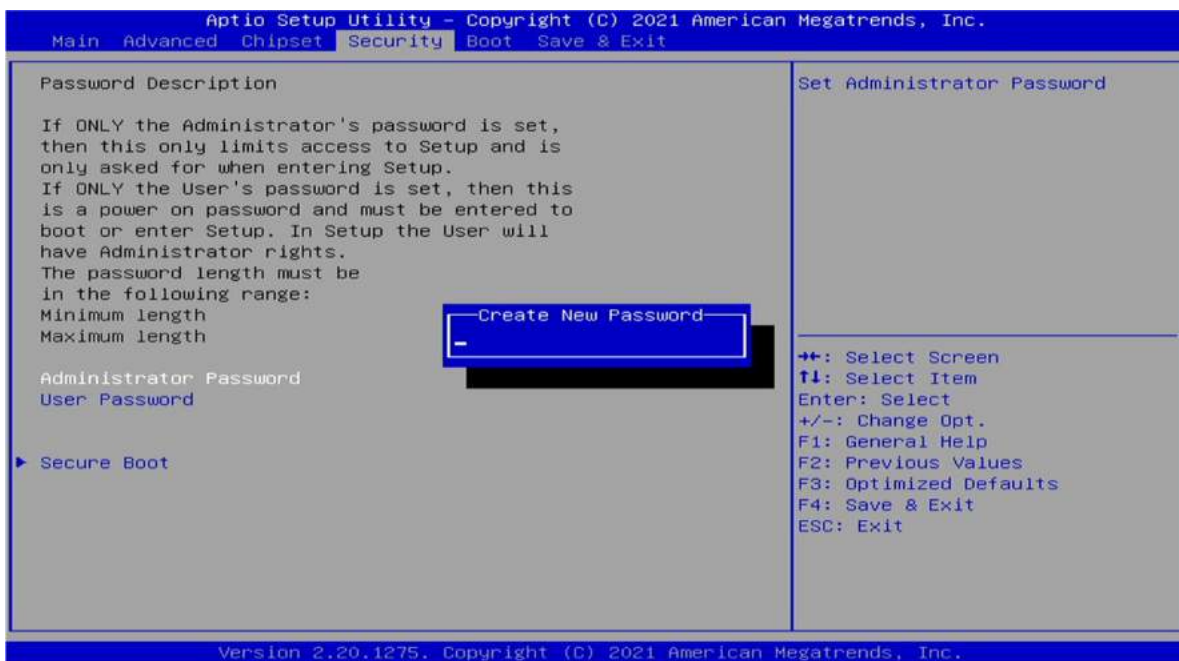 Aptio Setup Utility – Copyright (C) 2021 American Megatrends, Inc.
Main Advanced Chipset Security Boot Save & Exit
Password Description
If ONLY the Administrator's password is set,
then this only limits access to Setup and is
only asked for when entering Setup.
If ONLY the User's password is set, then this
is a power on password and must be entered to
boot or enter Setup. In Setup the User will
have Administrator rights.
The password length must be
in the following range:
Minimum length
Maximum length
Administrator Password
User Password
Secure Boot
Create New Password
Set Administrator Password
→←: Select Screen
↑↓: Select Item
Enter: Select
+/-: Change Opt.
F1: General Help
F2: Previous Values
F3: Optimized Defaults
F4: Save & Exit
ESC: Exit
Version 2.20.1275. Copyright (C) 2021 American Megatrends, Inc.